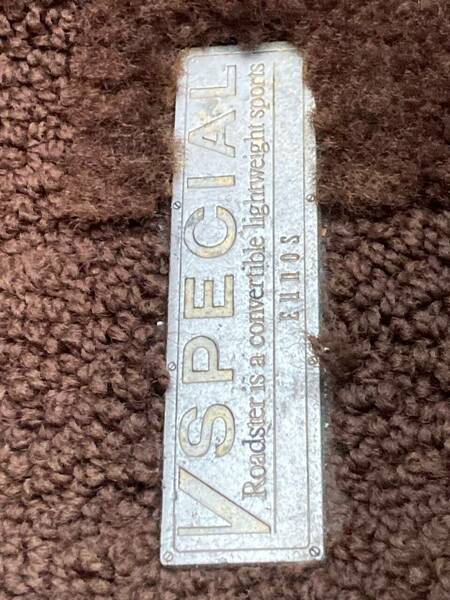 V SPECIAL
Roadster is a convertible lightweight sports
EUNOS